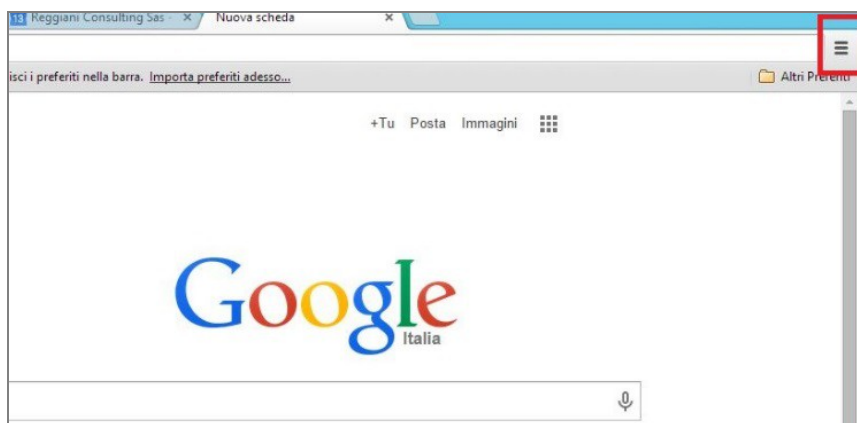 13 Reggiani Consulting Sas -
Nuova scheda
isci i preferiti nella barra. Importa preferiti adesso...
Altri Preferiti
+Tu Posta Immagini
Google
Italia